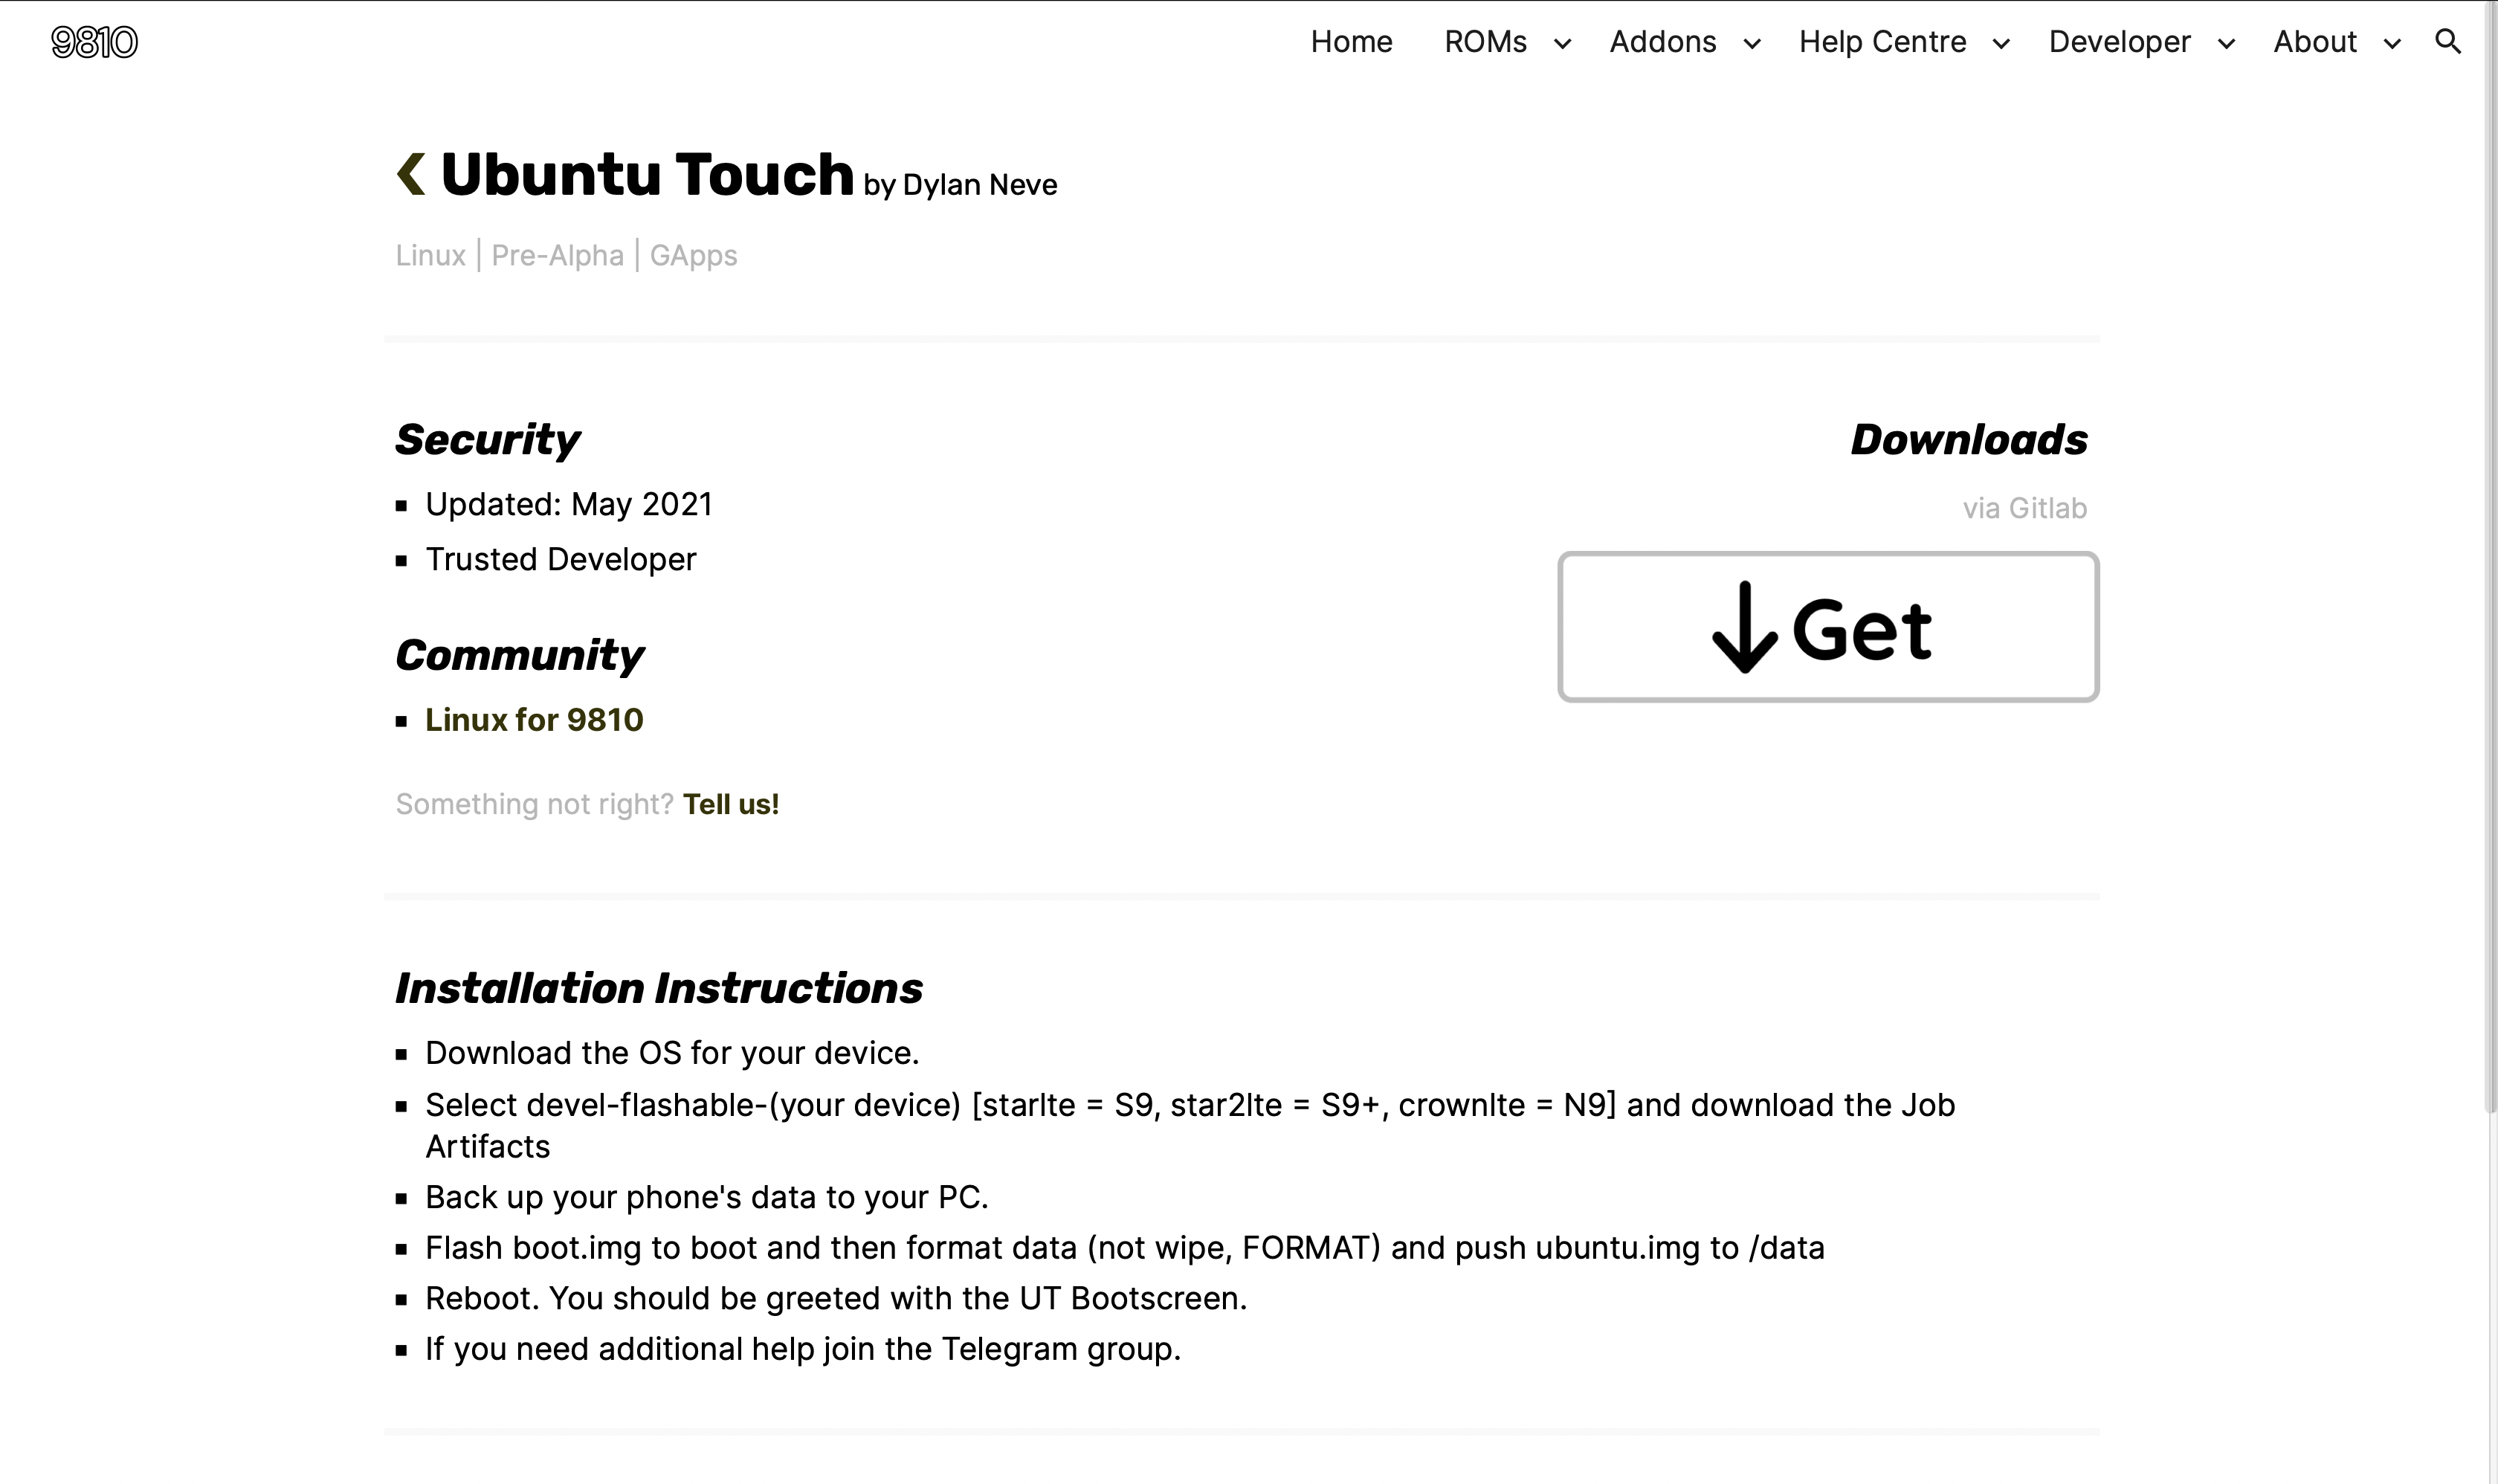 9810
Home ROMs Addons Help Centre Developer About
Ubuntu Touch by Dylan Neve
Linux | Pre-Alpha | GApps
Security
Updated: May 2021
Trusted Developer
Community
Linux for 9810
Something not right? Tell us!
Downloads
via Gitlab
Get
Installation Instructions
Download the OS for your device.
Select devel-flashable-(your device) [starlte = S9, star2lte = S9+, crownlte = N9] and download the Job
Artifacts
Back up your phone's data to your PC.
Flash boot.img to boot and then format data (not wipe, FORMAT) and push ubuntu.img to /data
Reboot. You should be greeted with the UT Bootscreen.
If you need additional help join the Telegram group.